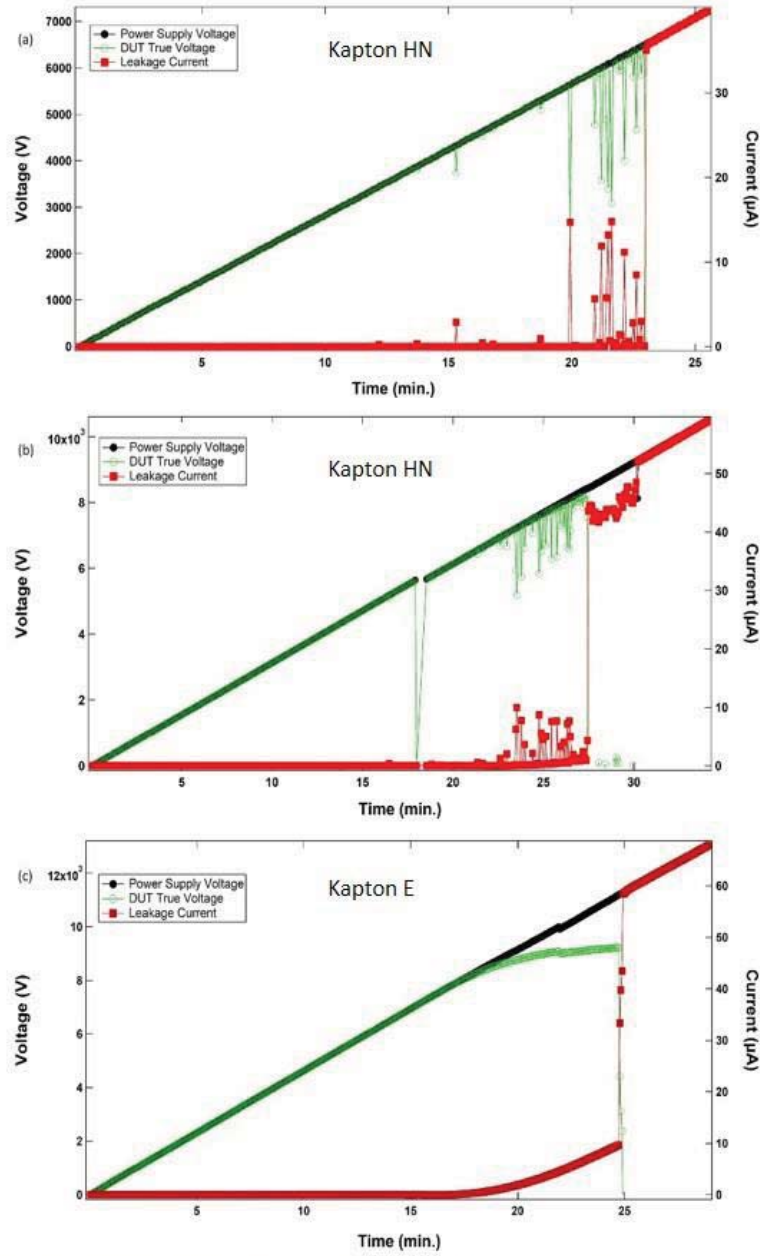 (a)
Power Supply Voltage
DUT True Voltage
Leakage Current
Kapton HN
7000
6000
5000
4000
3000
2000
1000
0
Voltage (V)
30
20
10
0
Current (µA)
5
10
15
20
25
Time (min.)
(b)
Power Supply Voltage
DUT True Voltage
Leakage Current
Kapton HN
10x10³
8
6
4
2
0
Voltage (V)
50
40
30
20
10
0
Current (µA)
5
10
15
20
25
30
Time (min.)
(c)
Power Supply Voltage
DUT True Voltage
Leakage Current
Kapton E
12x10³
10
8
6
4
2
0
Voltage (V)
60
50
40
30
20
10
0
Current (µA)
5
10
15
20
25
Time (min.)